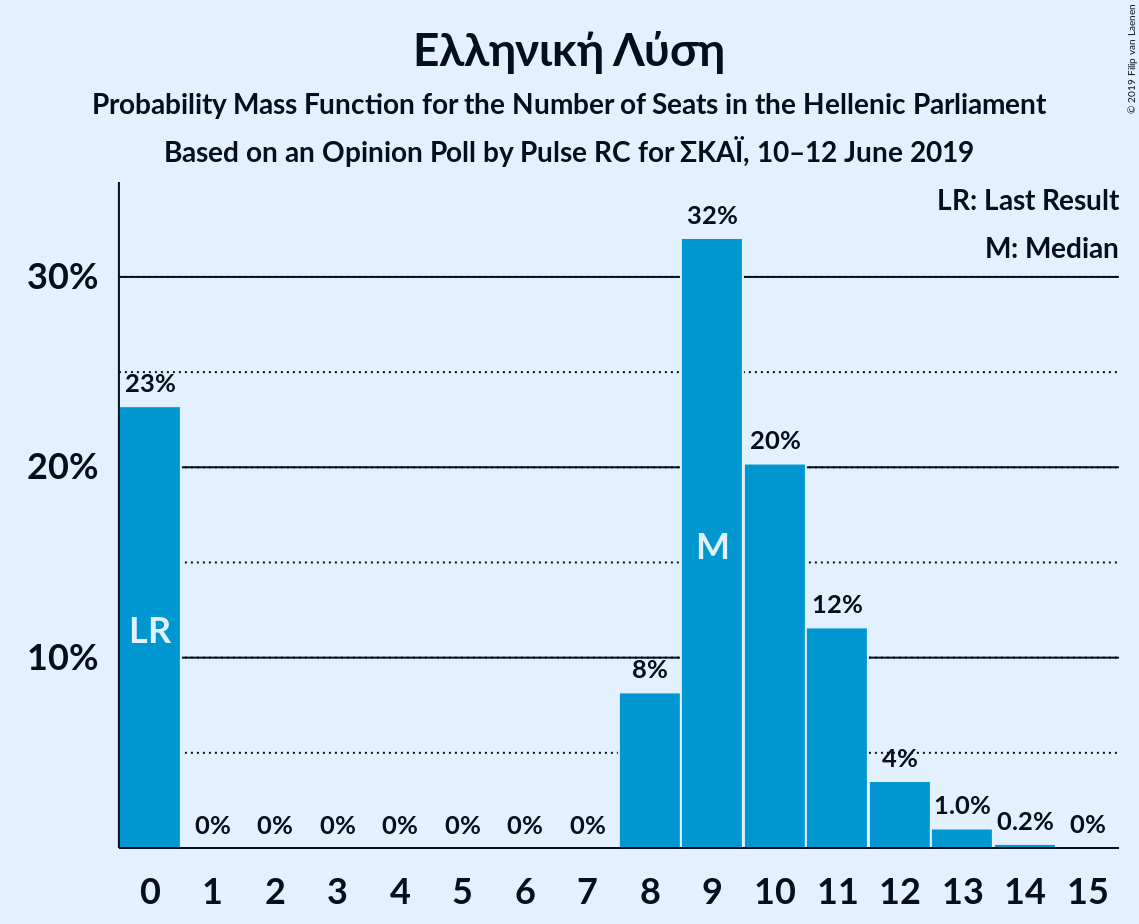 Ελληνική Λύση
Probability Mass Function for the Number of Seats in the Hellenic Parliament
Based on an Opinion Poll by Pulse RC for ΣΚΑΪ, 10–12 June 2019
© 2019 Filip van Laenen
LR: Last Result
M: Median
30%
20%
10%
23%
0%
0%
0%
0%
0%
0%
0%
8%
32%
20%
12%
4%
1.0%
0.2%
0%
LR
M
0 1 2 3 4 5 6 7 8 9 10 11 12 13 14 15